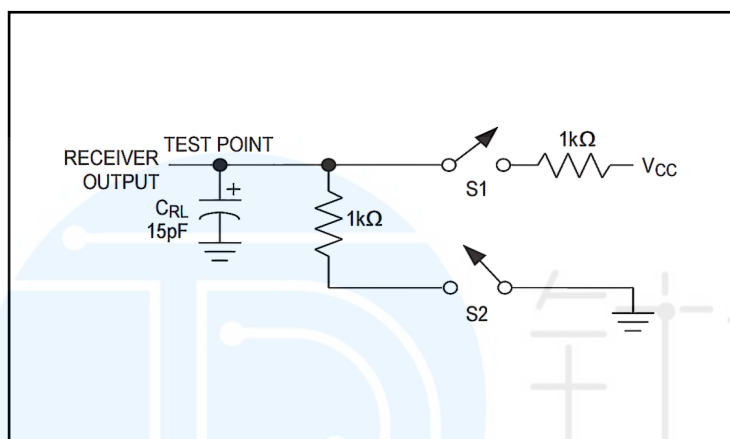 RECEIVER
OUTPUT
TEST POINT
CRL
15pF
1kΩ
S1
1kΩ
VCC
S2